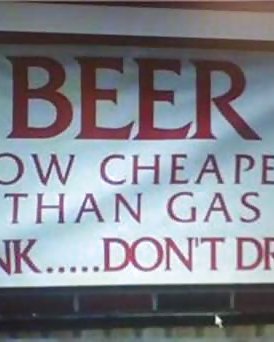 BEER
OW CHEAPE
THAN GAS
NK.....DON'T DR